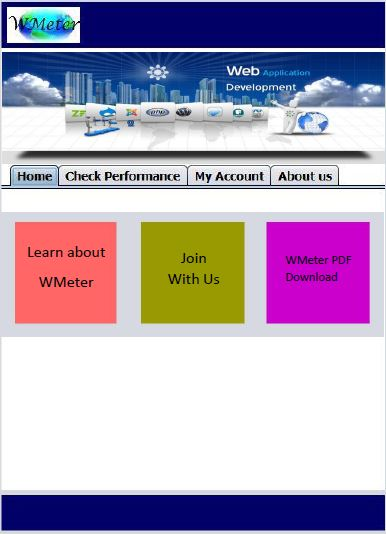 WMeter
Web Application
Development
Home Check Performance My Account About us
Learn about
WMeter
Join
With Us
WMeter PDF
Download